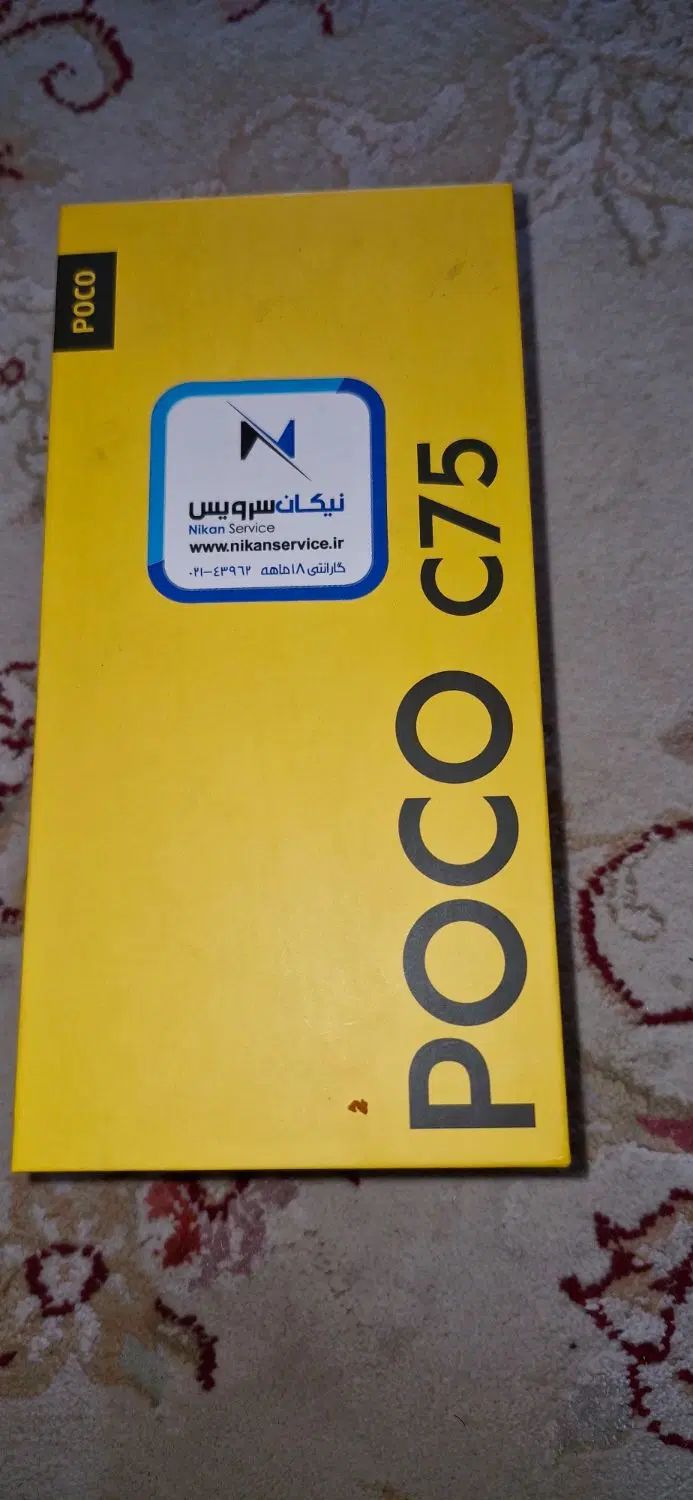 POCO
نیکان سرویس
Nikan Service
www.nikanservice.ir
گارانتی ۱۸ ماهه ۰۲۱-۴۳۹۶۲
POCO C75